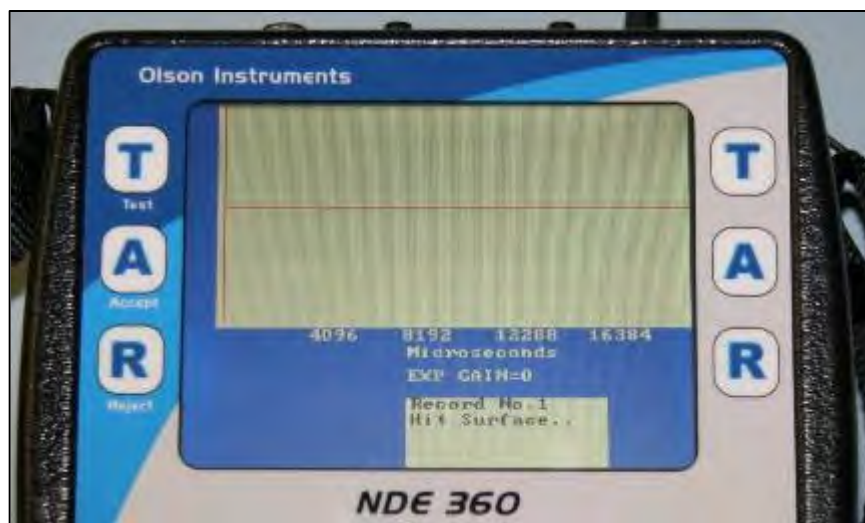 Olson Instruments
T
Test
A
Accept
R
Reject
T
A
R
4096 8192 12288 16384
Microseconds
EXP GAIN=0
Record No.1
Hit Surface..
NDE 360